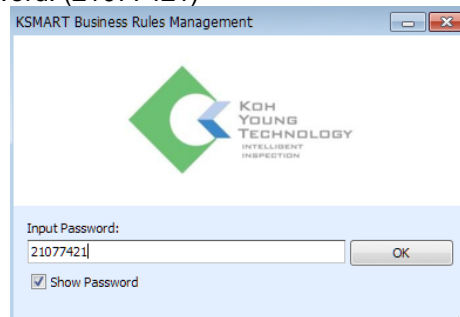 KSMART Business Rules Management
KOH
YOUNG
TECHNOLOGY
INTELLIGENT
INSPECTION
Input Password:
21077421
OK
Show Password